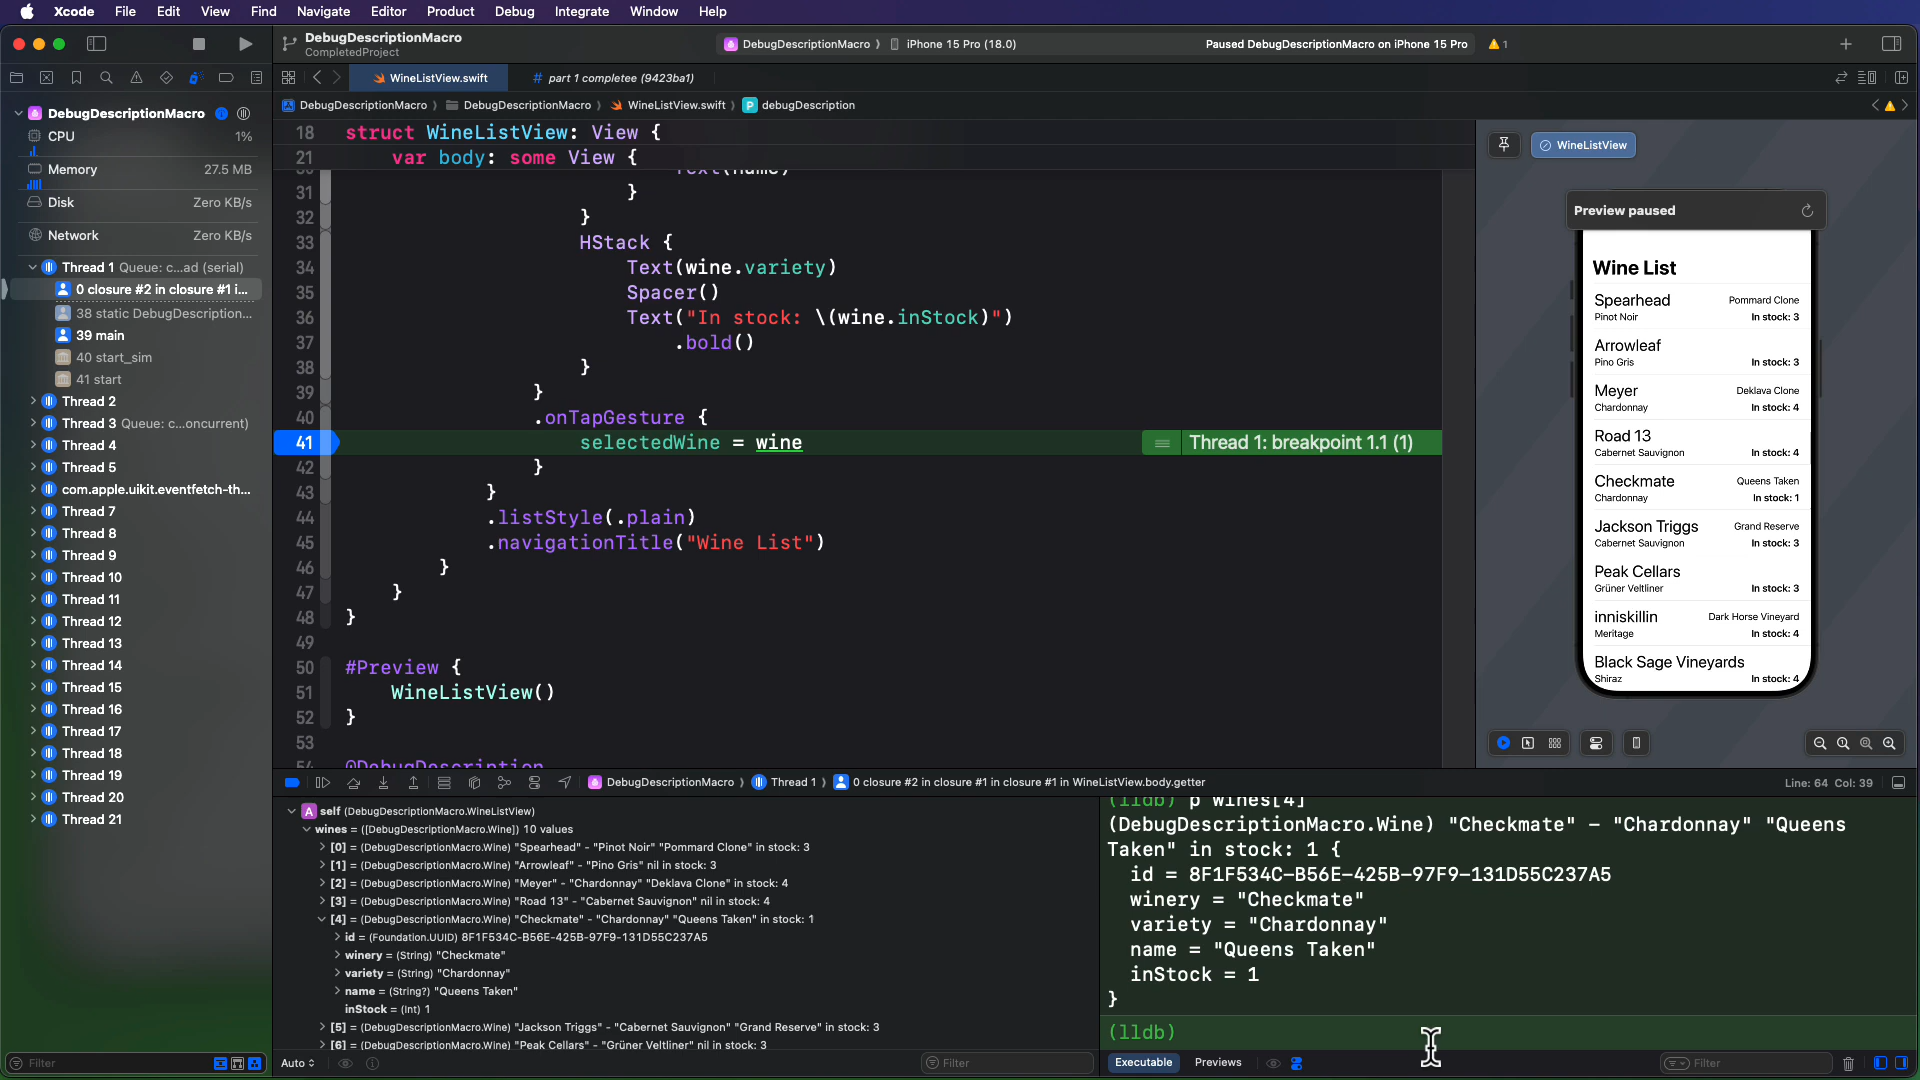 Xcode File Edit View Find Navigate Editor Product Debug Integrate Window Help
DebugDescriptionMacro
CompletedProject
DebugDescriptionMacro iPhone 15 Pro (18.0)
Paused DebugDescriptionMacro on iPhone 15 Pro 1
WineListView.swift
part 1 completee (9423ba1)
DebugDescriptionMacro DebugDescriptionMacro WineListView.swift P debugDescription
DebugDescriptionMacro
CPU 1%
Memory 27.5 MB
Disk Zero KB/s
Network Zero KB/s
Thread 1 Queue: c...ad (serial)
0 closure #2 in closure #1 i...
38 static DebugDescription...
39 main
40 start_sim
41 start
Thread 2
Thread 3 Queue: c...oncurrent)
Thread 4
Thread 5
com.apple.uikit.eventfetch-th...
Thread 7
Thread 8
Thread 9
Thread 10
Thread 11
Thread 12
Thread 13
Thread 14
Thread 15
Thread 16
Thread 17
Thread 18
Thread 19
Thread 20
Thread 21
Filter
18 struct WineListView: View {
21 var body: some View {
Text(name)
31 }
32 }
33 HStack {
34 Text(wine.variety)
35 Spacer()
36 Text("In stock: \(wine.inStock)")
37 .bold()
38 }
39 }
40 .onTapGesture {
41 selectedWine = wine Thread 1: breakpoint 1.1 (1)
42 }
43 }
44 .listStyle(.plain)
45 .navigationTitle("Wine List")
46 }
47 }
48 }
49
50 #Preview {
51 WineListView()
52 }
53
54 @DebugDescription
WineListView
Preview paused
Wine List
Spearhead Pommard Clone
Pinot Noir In stock: 3
Arrowleaf
Pino Gris In stock: 3
Meyer Deklava Clone
Chardonnay In stock: 4
Road 13
Cabernet Sauvignon In stock: 4
Checkmate Queens Taken
Chardonnay In stock: 1
Jackson Triggs Grand Reserve
Cabernet Sauvignon In stock: 3
Peak Cellars
Grüner Veltliner In stock: 3
inniskillin Dark Horse Vineyard
Meritage In stock: 4
Black Sage Vineyards
Shiraz In stock: 4
DebugDescriptionMacro Thread 1 0 closure #2 in closure #1 in closure #1 in WineListView.body.getter
Line: 64 Col: 39
A self (DebugDescriptionMacro.WineListView)
wines = ([DebugDescriptionMacro.Wine]) 10 values
[0] = (DebugDescriptionMacro.Wine) "Spearhead" - "Pinot Noir" "Pommard Clone" in stock: 3
[1] = (DebugDescriptionMacro.Wine) "Arrowleaf" - "Pino Gris" nil in stock: 3
[2] = (DebugDescriptionMacro.Wine) "Meyer" - "Chardonnay" "Deklava Clone" in stock: 4
[3] = (DebugDescriptionMacro.Wine) "Road 13" - "Cabernet Sauvignon" nil in stock: 4
[4] = (DebugDescriptionMacro.Wine) "Checkmate" - "Chardonnay" "Queens Taken" in stock: 1
id = (Foundation.UUID) 8F1F534C-B56E-425B-97F9-131D55C237A5
winery = (String) "Checkmate"
variety = (String) "Chardonnay"
name = (String?) "Queens Taken"
inStock = (Int) 1
[5] = (DebugDescriptionMacro.Wine) "Jackson Triggs" - "Cabernet Sauvignon" "Grand Reserve" in stock: 3
[6] = (DebugDescriptionMacro.Wine) "Peak Cellars" - "Grüner Veltliner" nil in stock: 3
Auto
Filter
(lldb) p wines[4]
(DebugDescriptionMacro.Wine) "Checkmate" - "Chardonnay" "Queens
Taken" in stock: 1 {
id = 8F1F534C-B56E-425B-97F9-131D55C237A5
winery = "Checkmate"
variety = "Chardonnay"
name = "Queens Taken"
inStock = 1
}
(lldb)
Executable Previews
Filter